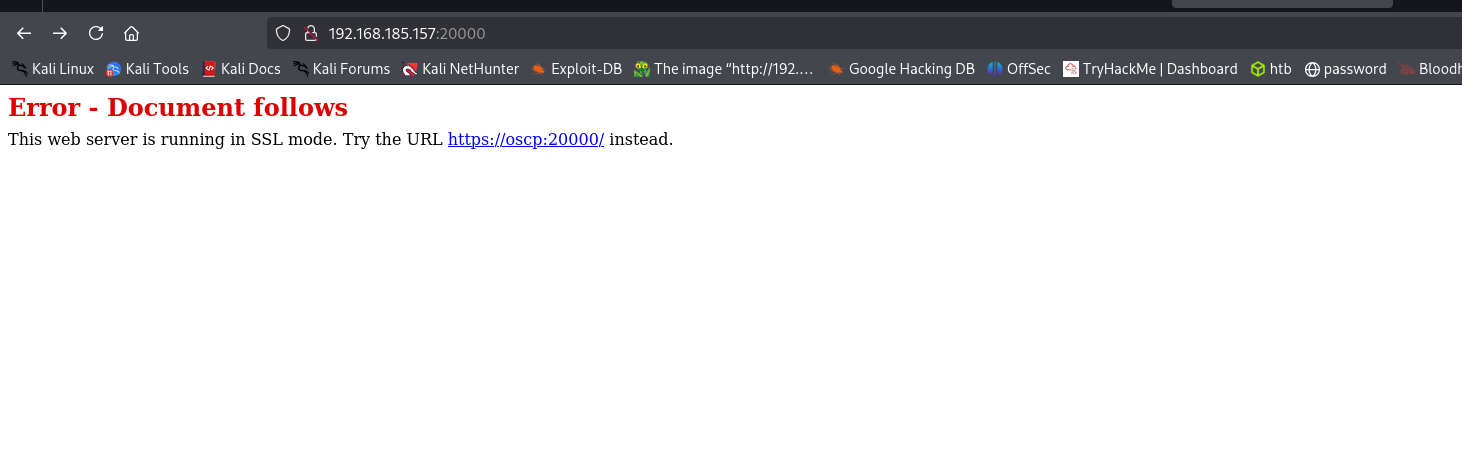 192.168.185.157:20000
Kali Linux Kali Tools Kali Docs Kali Forums Kali NetHunter Exploit-DB The image “http://192.… Google Hacking DB OffSec TryHackMe | Dashboard htb password Bloodh
Error - Document follows
This web server is running in SSL mode. Try the URL https://oscp:20000/ instead.